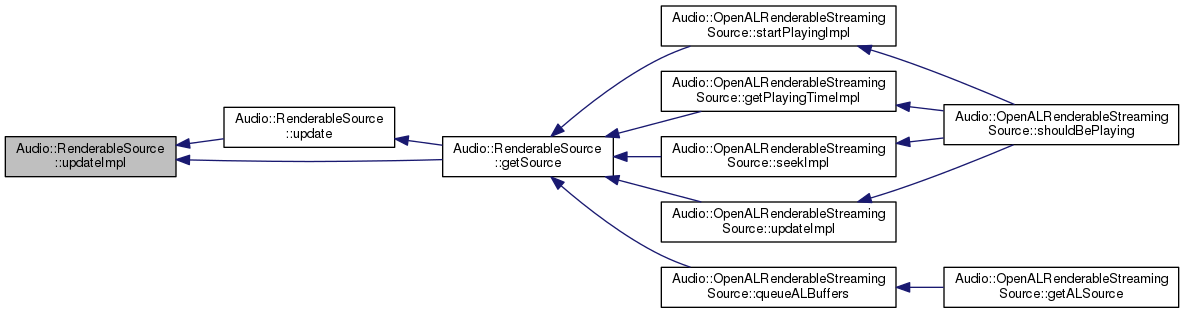 Audio::RenderableSource
::updateImpl
Audio::RenderableSource
::update
Audio::RenderableSource
::getSource
Audio::OpenALRenderableStreaming
Source::startPlayingImpl
Audio::OpenALRenderableStreaming
Source::getPlayingTimeImpl
Audio::OpenALRenderableStreaming
Source::seekImpl
Audio::OpenALRenderableStreaming
Source::updateImpl
Audio::OpenALRenderableStreaming
Source::queueALBuffers
Audio::OpenALRenderableStreaming
Source::shouldBePlaying
Audio::OpenALRenderableStreaming
Source::getALSource